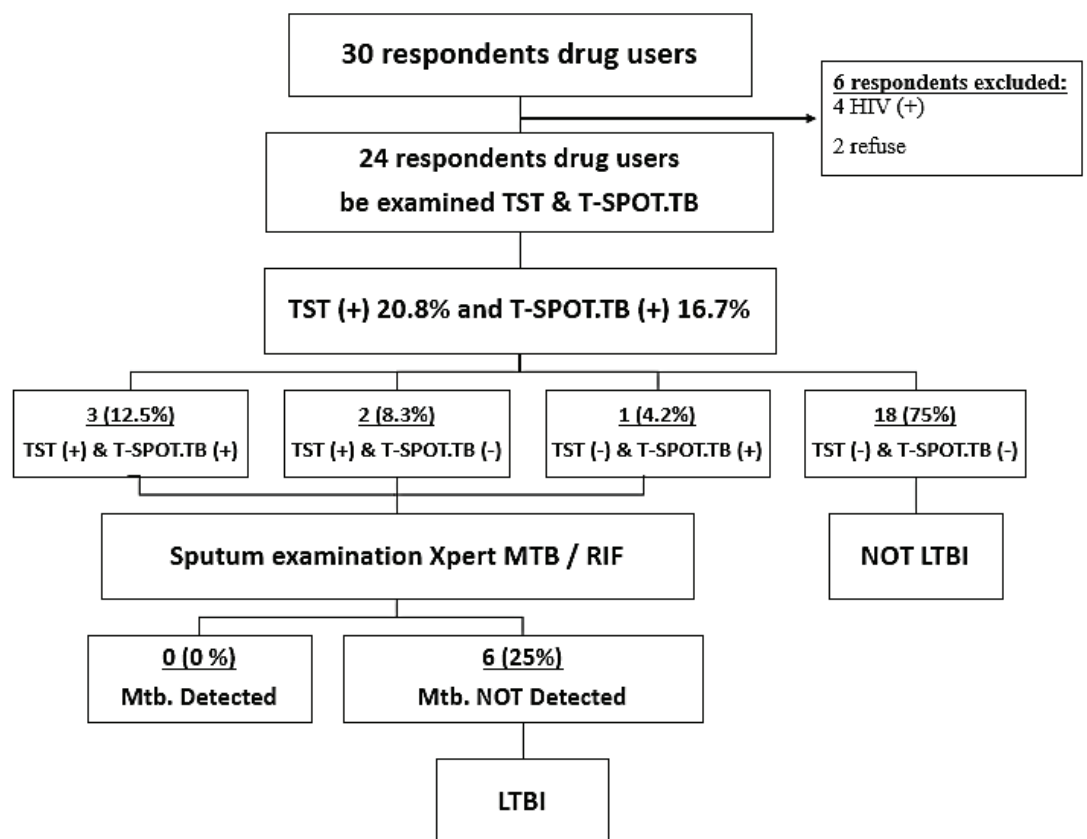 30 respondents drug users
6 respondents excluded:
4 HIV (+)
2 refuse
24 respondents drug users
be examined TST & T-SPOT.TB
TST (+) 20.8% and T-SPOT.TB (+) 16.7%
3 (12.5%)
TST (+) & T-SPOT.TB (+)
2 (8.3%)
TST (+) & T-SPOT.TB (-)
1 (4.2%)
TST (-) & T-SPOT.TB (+)
18 (75%)
TST (-) & T-SPOT.TB (-)
Sputum examination Xpert MTB / RIF
NOT LTBI
0 (0 %)
Mtb. Detected
6 (25%)
Mtb. NOT Detected
LTBI